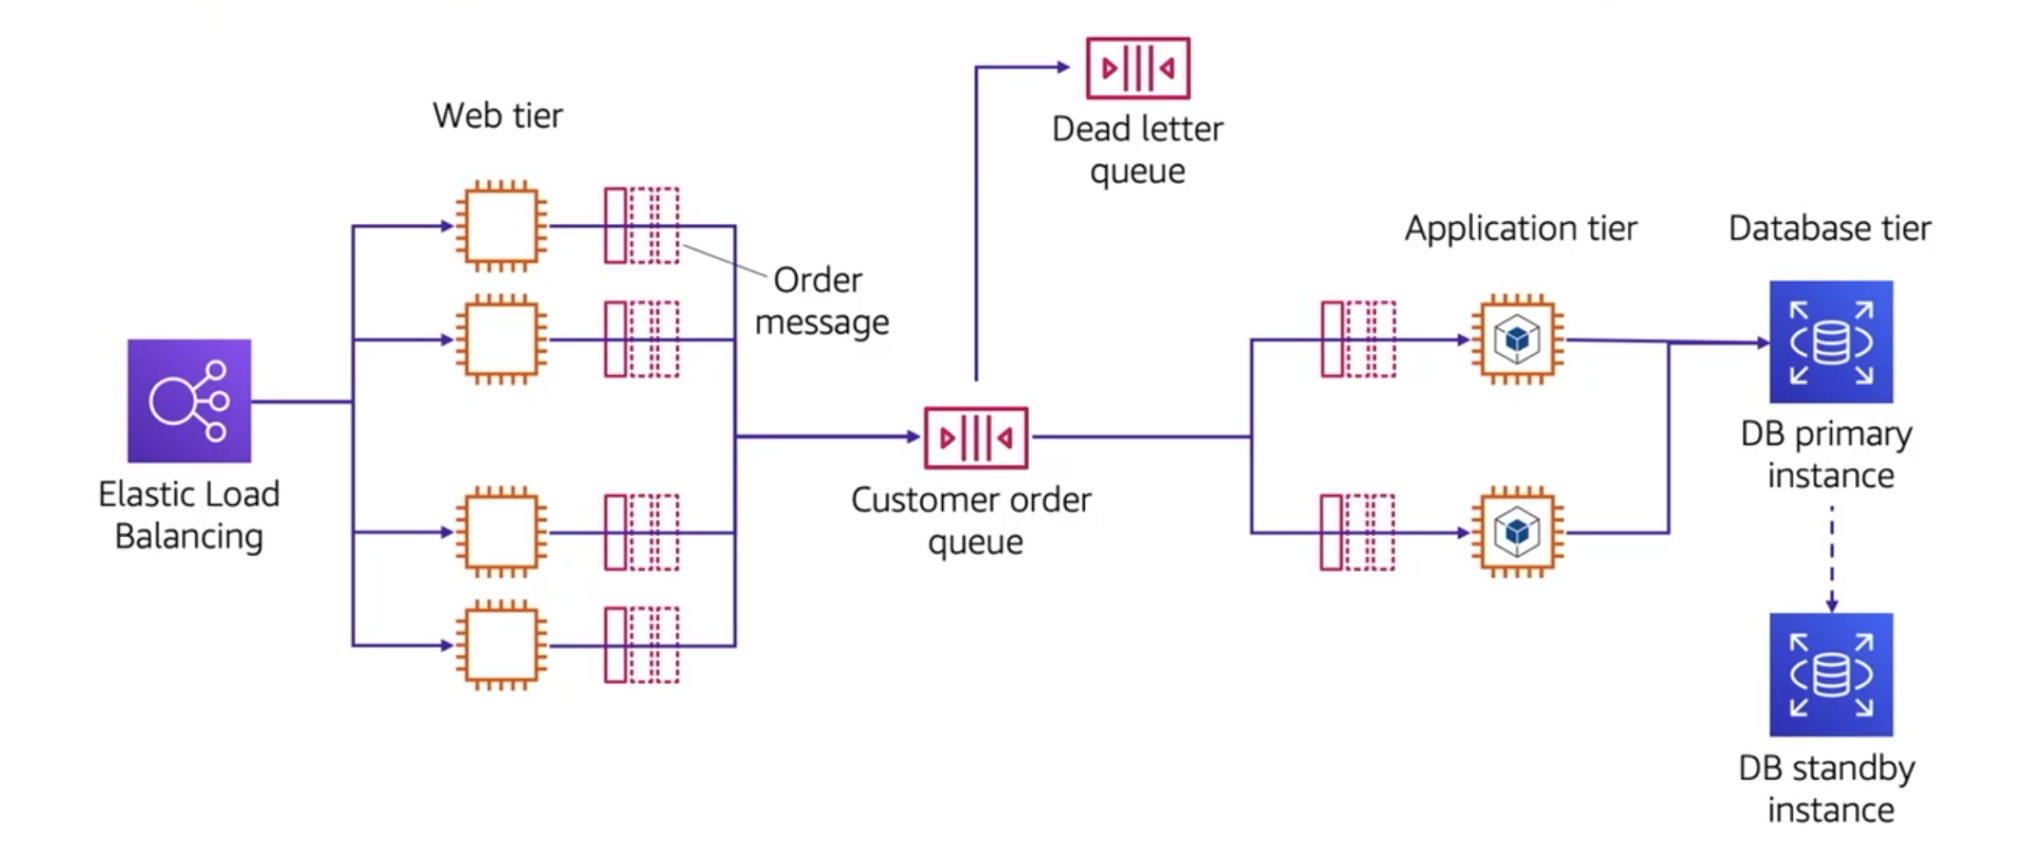 Web tier
Dead letter
queue
Order
message
Application tier
Database tier
Elastic Load
Balancing
Customer order
queue
DB primary
instance
DB standby
instance